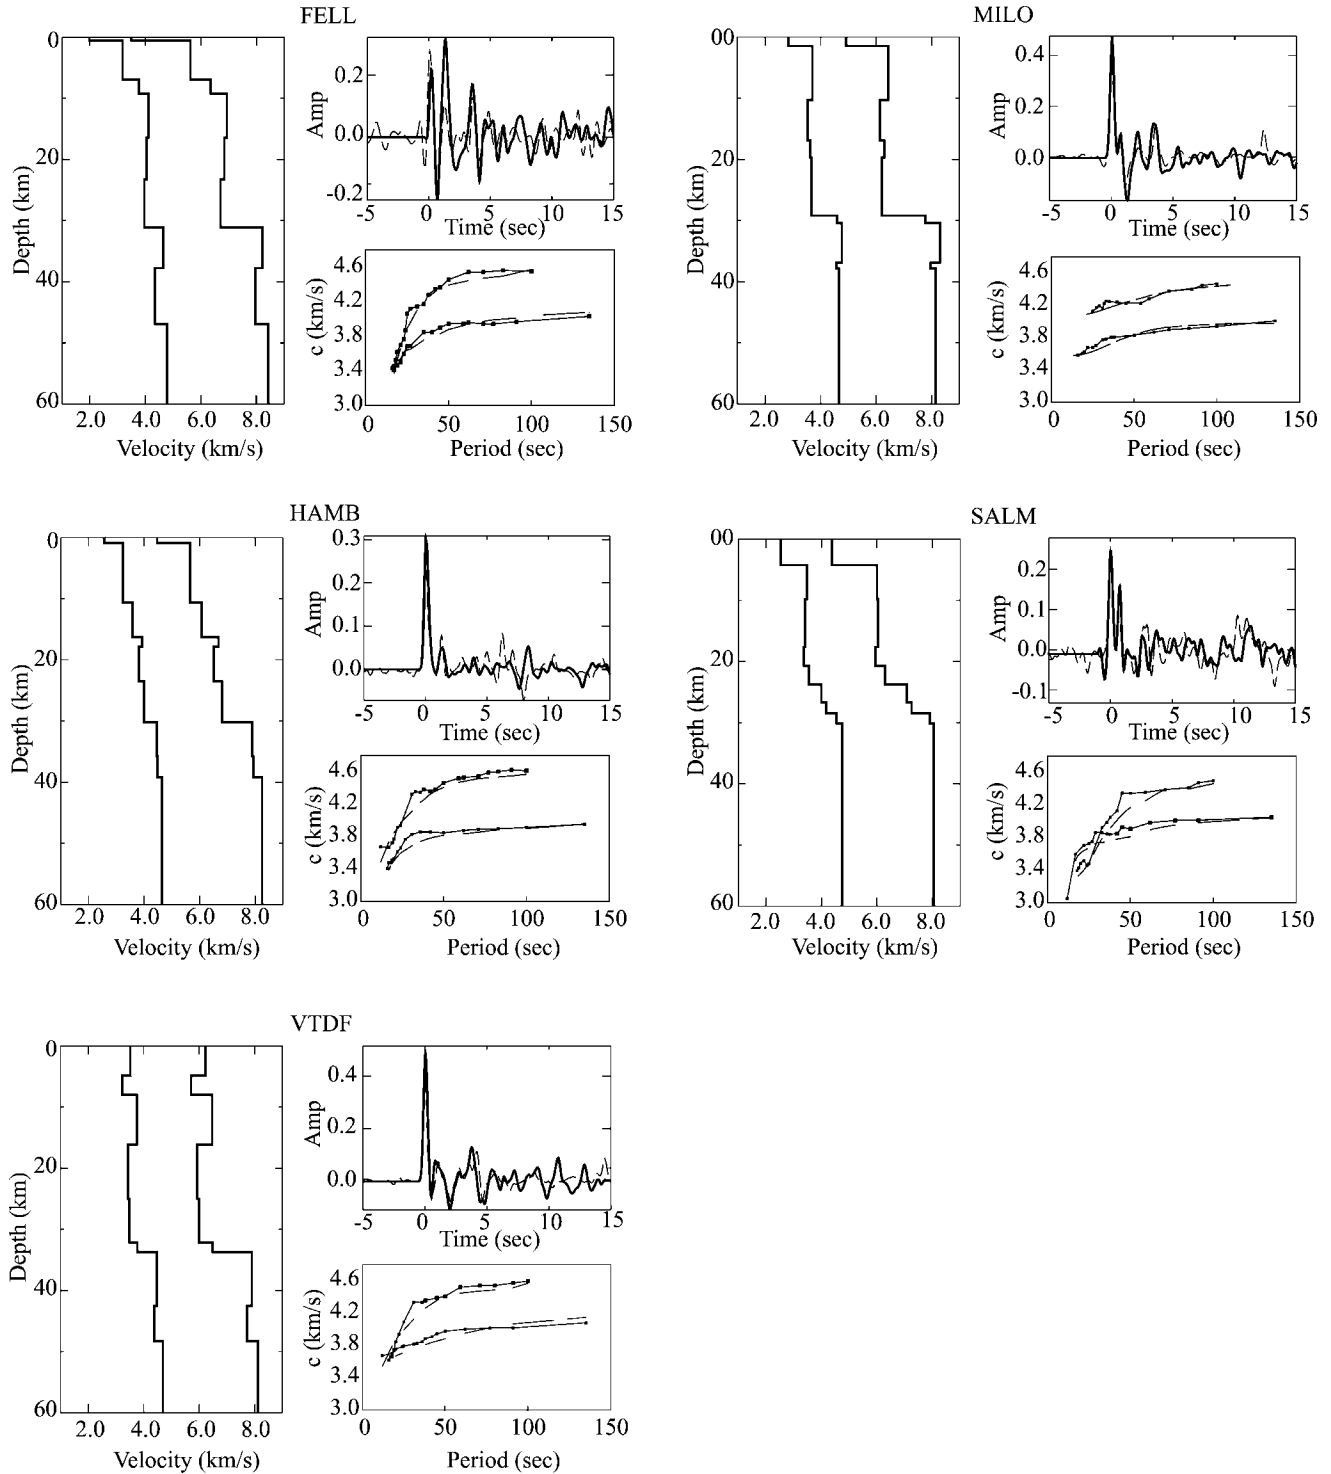 FELL
0
20
40
60
Depth (km)
2.0 4.0 6.0 8.0
Velocity (km/s)
0.2
0.0
-0.2
Amp
-5 0 5 10 15
Time (sec)
4.6
4.2
3.8
3.4
3.0
c (km/s)
0 50 100 150
Period (sec)
MILO
00
20
40
60
Depth (km)
2.0 4.0 6.0 8.0
Velocity (km/s)
0.4
0.2
0.0
Amp
-5 0 5 10 15
Time (sec)
4.6
4.2
3.8
3.4
3.0
c (km/s)
0 50 100 150
Period (sec)
HAMB
0
20
40
60
Depth (km)
2.0 4.0 6.0 8.0
Velocity (km/s)
0.3
0.2
0.1
0.0
Amp
-5 0 5 10 15
Time (sec)
4.6
4.2
3.8
3.4
3.0
c (km/s)
0 50 100 150
Period (sec)
SALM
00
20
40
60
Depth (km)
2.0 4.0 6.0 8.0
Velocity (km/s)
0.2
0.1
0.0
-0.1
Amp
-5 0 5 10 15
Time (sec)
4.6
4.2
3.8
3.4
3.0
c (km/s)
0 50 100 150
Period (sec)
VTDF
0
20
40
60
Depth (km)
2.0 4.0 6.0 8.0
Velocity (km/s)
0.4
0.2
0.0
Amp
-5 0 5 10 15
Time (sec)
4.6
4.2
3.8
3.4
3.0
c (km/s)
0 50 100 150
Period (sec)